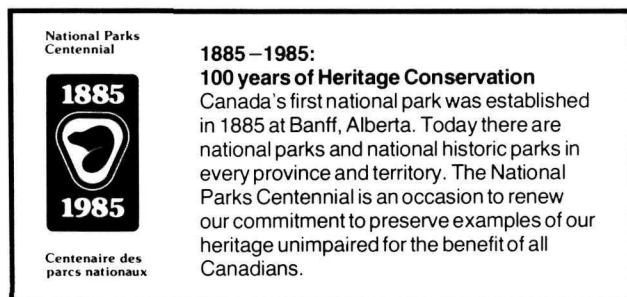 National Parks
Centennial
1885
1985
Centenaire des
parcs nationaux
1885–1985:
100 years of Heritage Conservation
Canada's first national park was established
in 1885 at Banff, Alberta. Today there are
national parks and national historic parks in
every province and territory. The National
Parks Centennial is an occasion to renew
our commitment to preserve examples of our
heritage unimpaired for the benefit of all
Canadians.